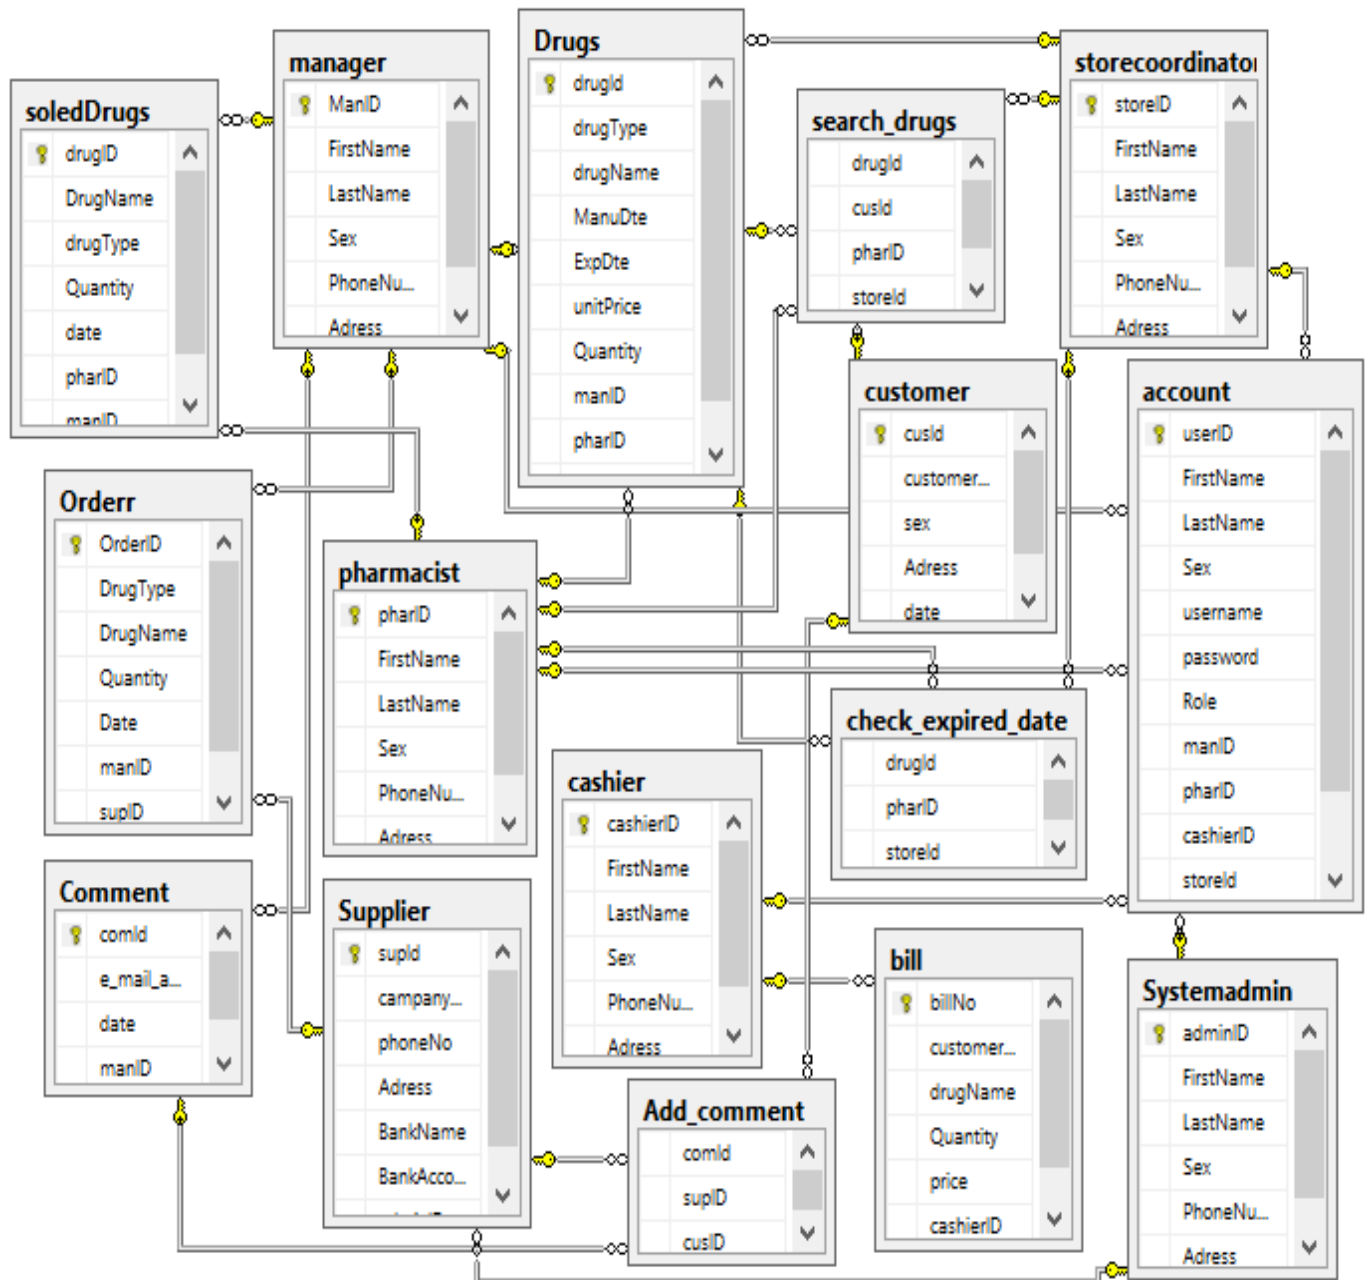 soledDrugs
drugID
DrugName
drugType
Quantity
date
pharID
manID
manager
ManID
FirstName
LastName
Sex
PhoneNu...
Adress
Drugs
drugId
drugType
drugName
ManuDte
ExpDte
unitPrice
Quantity
manID
pharID
search_drugs
drugId
cusId
pharID
storeId
storecoordinator
storeID
FirstName
LastName
Sex
PhoneNu...
Adress
customer
cusId
customer...
sex
Adress
date
account
userID
FirstName
LastName
Sex
username
password
Role
manID
pharID
cashierID
storeId
Orderr
OrderID
DrugType
DrugName
Quantity
Date
manID
supID
pharmacist
pharID
FirstName
LastName
Sex
PhoneNu...
Adress
check_expired_date
drugId
pharID
storeId
cashier
cashierID
FirstName
LastName
Sex
PhoneNu...
Adress
Comment
comId
e_mail_a...
date
manID
Supplier
supId
campany...
phoneNo
Adress
BankName
BankAcco...
Add_comment
comId
supID
cusID
bill
billNo
customer...
drugName
Quantity
price
cashierID
Systemadmin
adminID
FirstName
LastName
Sex
PhoneNu...
Adress